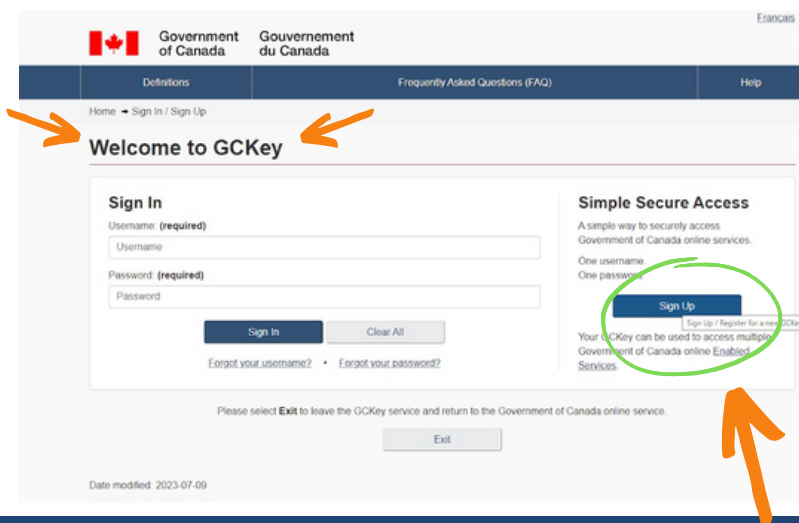 Français
Government of Canada
Gouvernement du Canada
Definitions
Frequently Asked Questions (FAQ)
Help
Home ➔ Sign In / Sign Up
Welcome to GCKey
Sign In
Username: (required)
Username
Password: (required)
Password
Sign In
Clear All
Forgot your username? • Forgot your password?
Simple Secure Access
A simple way to securely access
Government of Canada online services.
One username
One password
Sign Up
Sign Up / Register for a new GCKe
Your GCKey can be used to access multiple
Government of Canada online Enabled
Services.
Please select Exit to leave the GCKey service and return to the Government of Canada online service.
Exit
Date modified: 2023-07-09